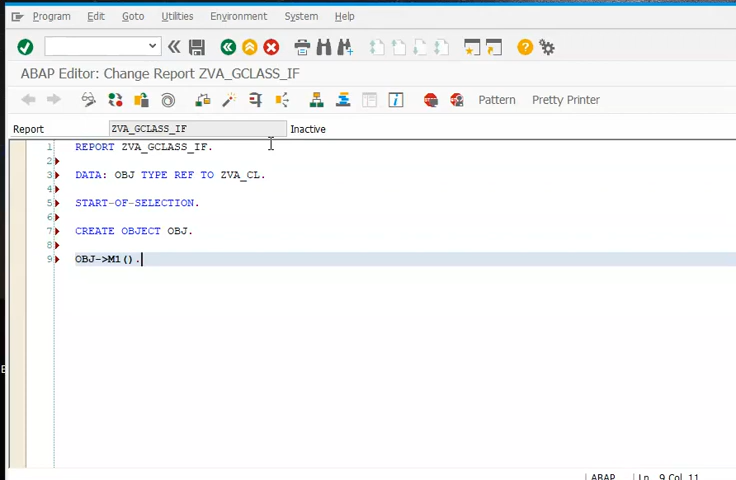 Program Edit Goto Utilities Environment System Help
ABAP Editor: Change Report ZVA_GCLASS_IF
Pattern Pretty Printer
Report ZVA_GCLASS_IF Inactive
1 REPORT ZVA_GCLASS_IF.
2
3 DATA: OBJ TYPE REF TO ZVA_CL.
4
5 START-OF-SELECTION.
6
7 CREATE OBJECT OBJ.
8
9 OBJ->M1().
ABAP Ln 9 Col 11